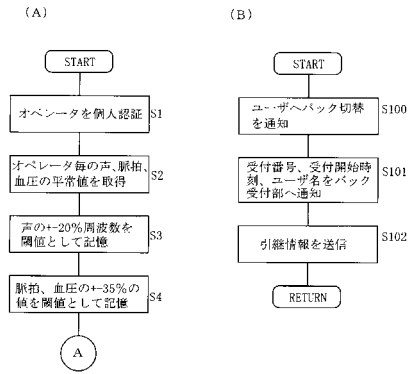 (A)
START
オペレータを個人認証
S1
オペレータ毎の声、脈拍、
血圧の平常値を取得
S2
声の+-20%周波数を
閾値として記憶
S3
脈拍、血圧の+-35%の
値を閾値として記憶
S4
A
(B)
START
ユーザへバック切替
を通知
S100
受付番号、受付開始時
刻、ユーザ名をバック
受付部へ通知
S101
引継情報を送信
S102
RETURN